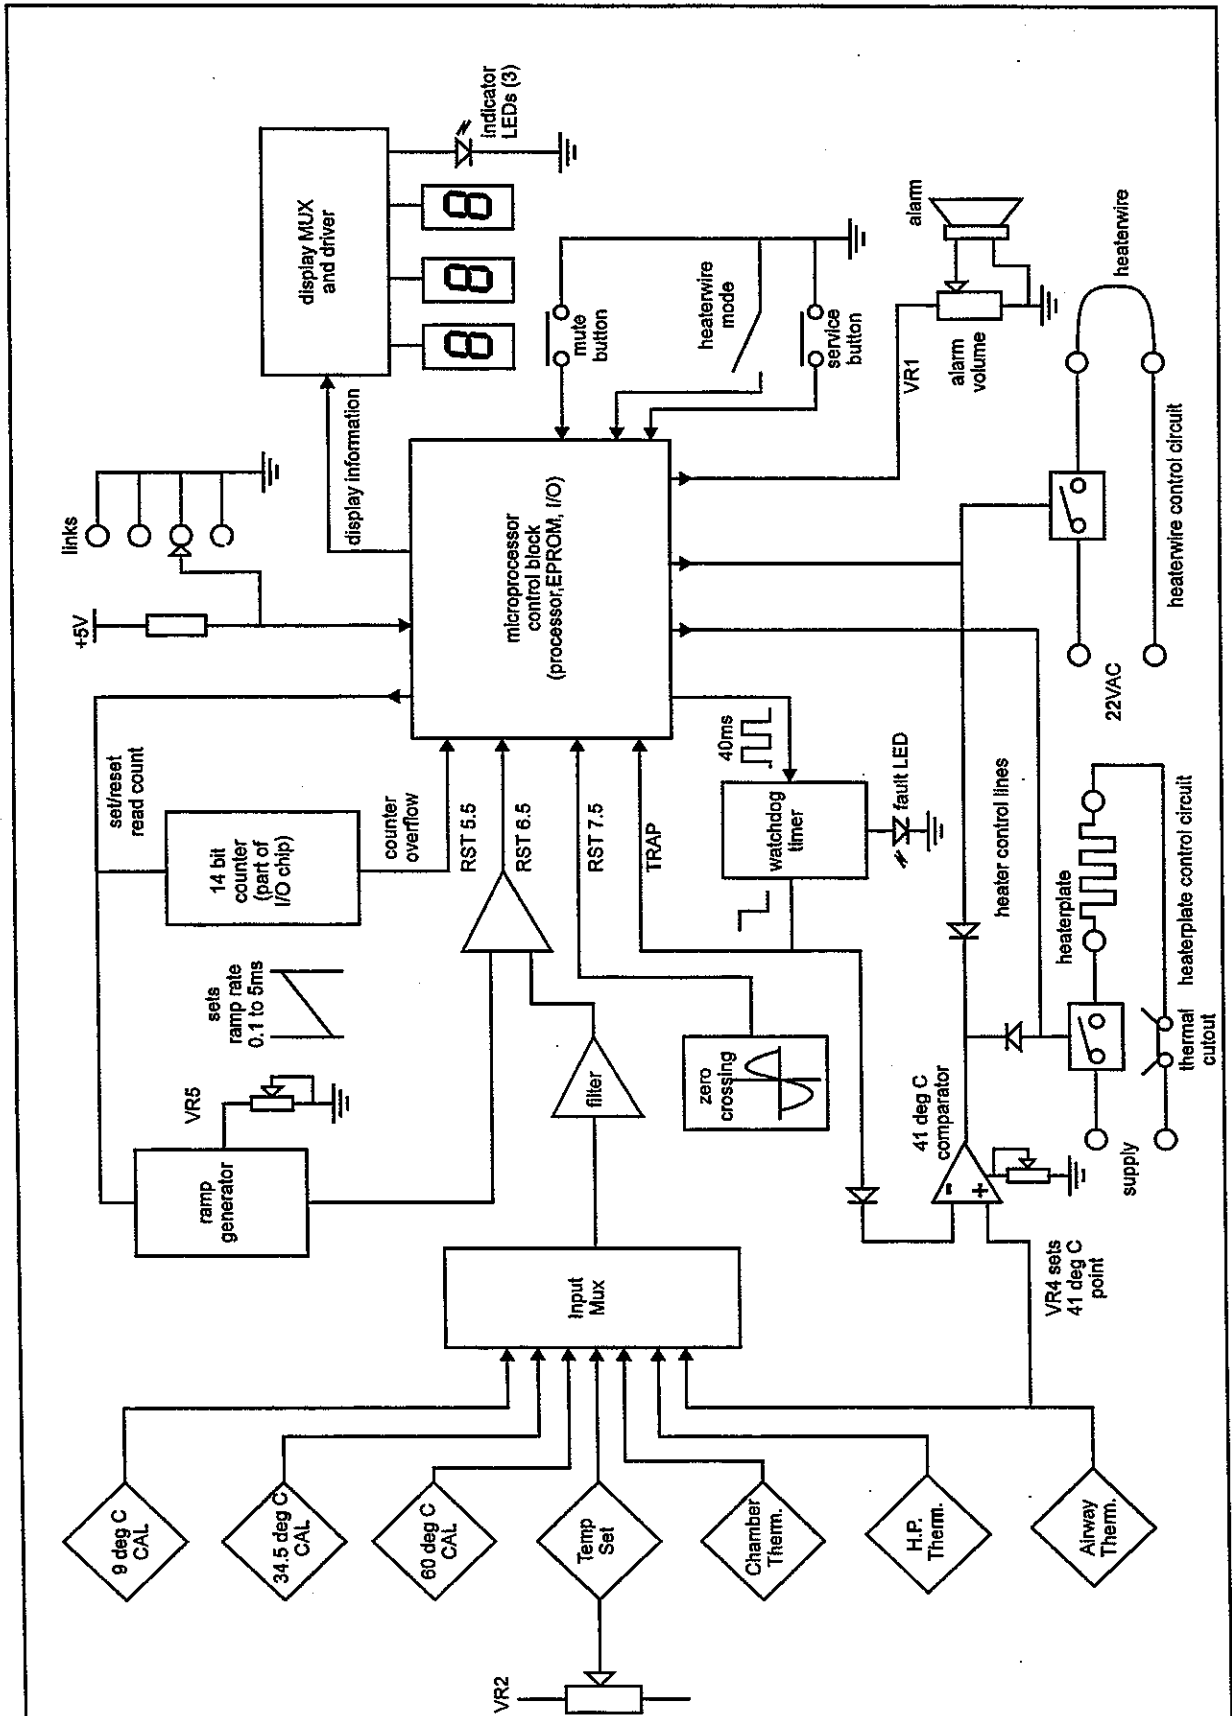 9 deg C
CAL
34.5 deg C
CAL
60 deg C
CAL
VR2
Temp
Set
Chamber
Therm.
H.P.
Therm.
Airway
Therm.
Input
Mux
ramp
generator
VR5
sets
ramp rate
0.1 to 5ms
14 bit
counter
(part of
I/O chip)
set/reset
read count
counter
overflow
RST 5.5
RST 6.5
RST 7.5
TRAP
filter
zero
crossing
+5V
links
display information
display MUX
and driver
8 8 8
indicator
LEDs (3)
microprocessor
control block
(processor,EPROM, I/O)
mute
button
heaterwire
mode
service
button
40ms
watchdog
timer
fault LED
VR1
alarm
volume
alarm
41 deg C
comparator
-
+
VR4 sets
41 deg C
point
heater control lines
supply
thermal
cutout
heaterplate
heaterplate control circuit
22VAC
heaterwire
heaterwire control circuit